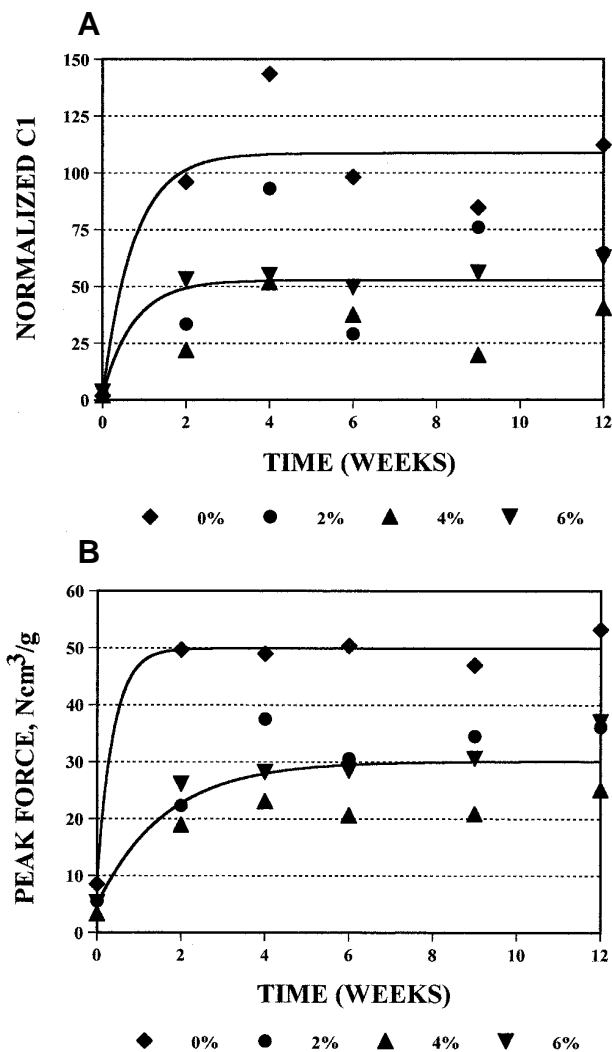 A
NORMALIZED C1
150
125
100
75
50
25
0
0 2 4 6 8 10 12
TIME (WEEKS)
0% 2% 4% 6%
B
PEAK FORCE, Ncm³/g
60
50
40
30
20
10
0
0 2 4 6 8 10 12
TIME (WEEKS)
0% 2% 4% 6%